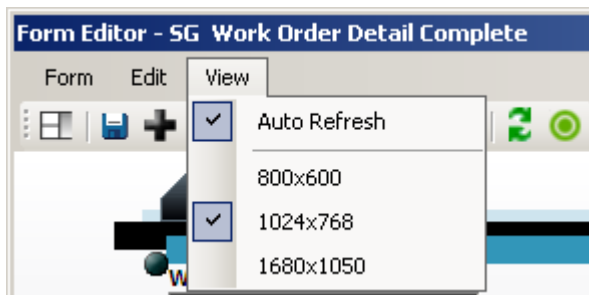 Form Editor - SG Work Order Detail Complete
Form Edit View
Auto Refresh
800x600
1024x768
1680x1050
W